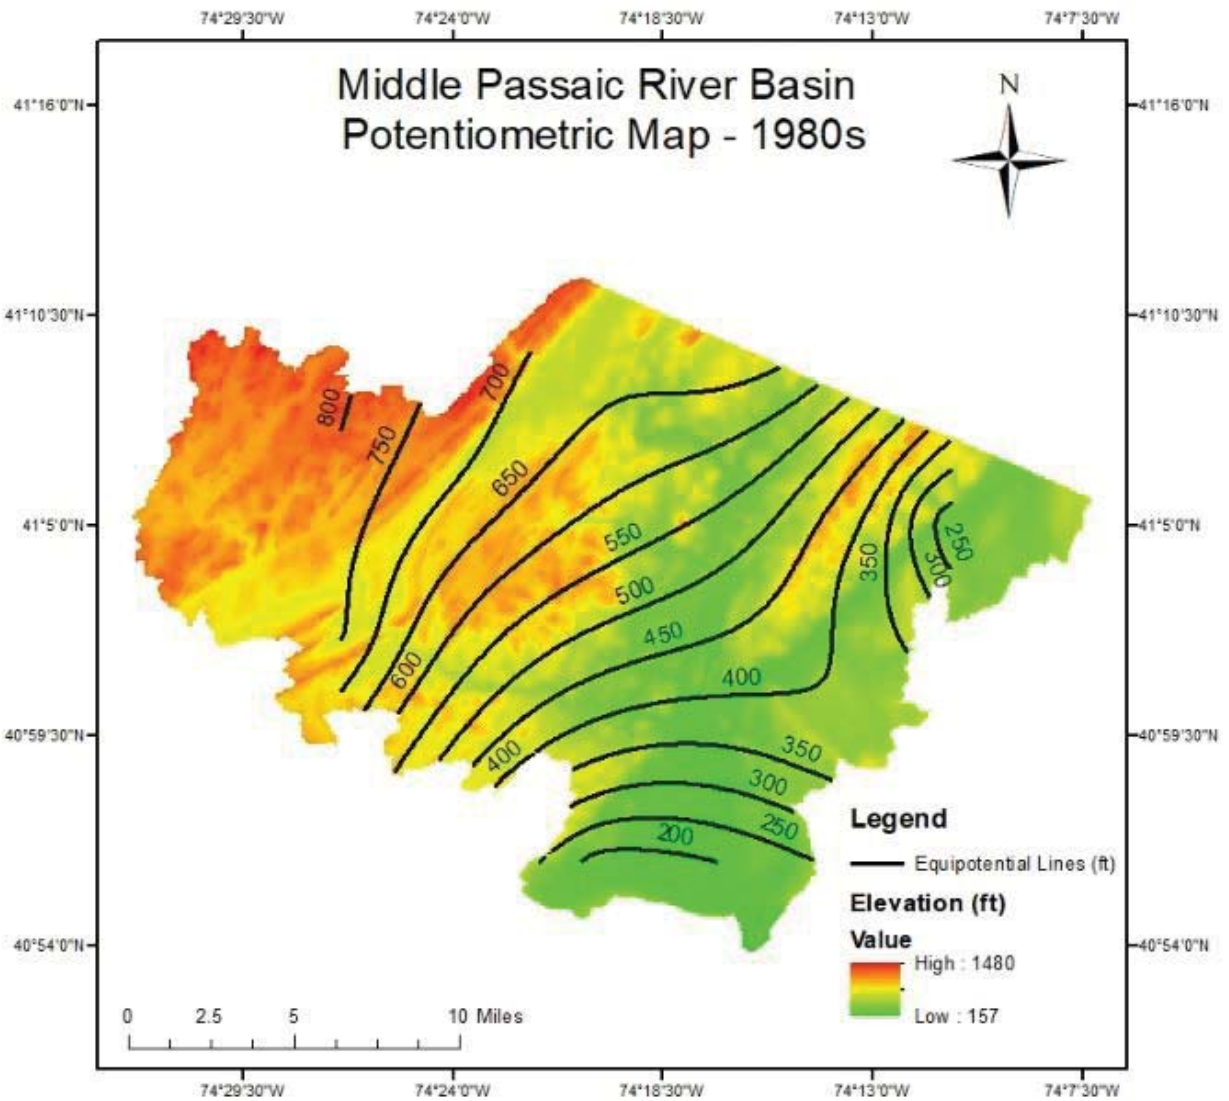 74°29'30"W 74°24'0"W 74°18'30"W 74°13'0"W 74°7'30"W
Middle Passaic River Basin
Potentiometric Map - 1980s
N
41°16'0"N 41°16'0"N
41°10'30"N 41°10'30"N
700
800
750
650
41°5'0"N 41°5'0"N
550
250
350
300
500
450
600
400
40°59'30"N 40°59'30"N
400
350
300
250
200
Legend
Equipotential Lines (ft)
Elevation (ft)
Value
High : 1480
Low : 157
40°54'0"N 40°54'0"N
0 2.5 5 10 Miles
74°29'30"W 74°24'0"W 74°18'30"W 74°13'0"W 74°7'30"W